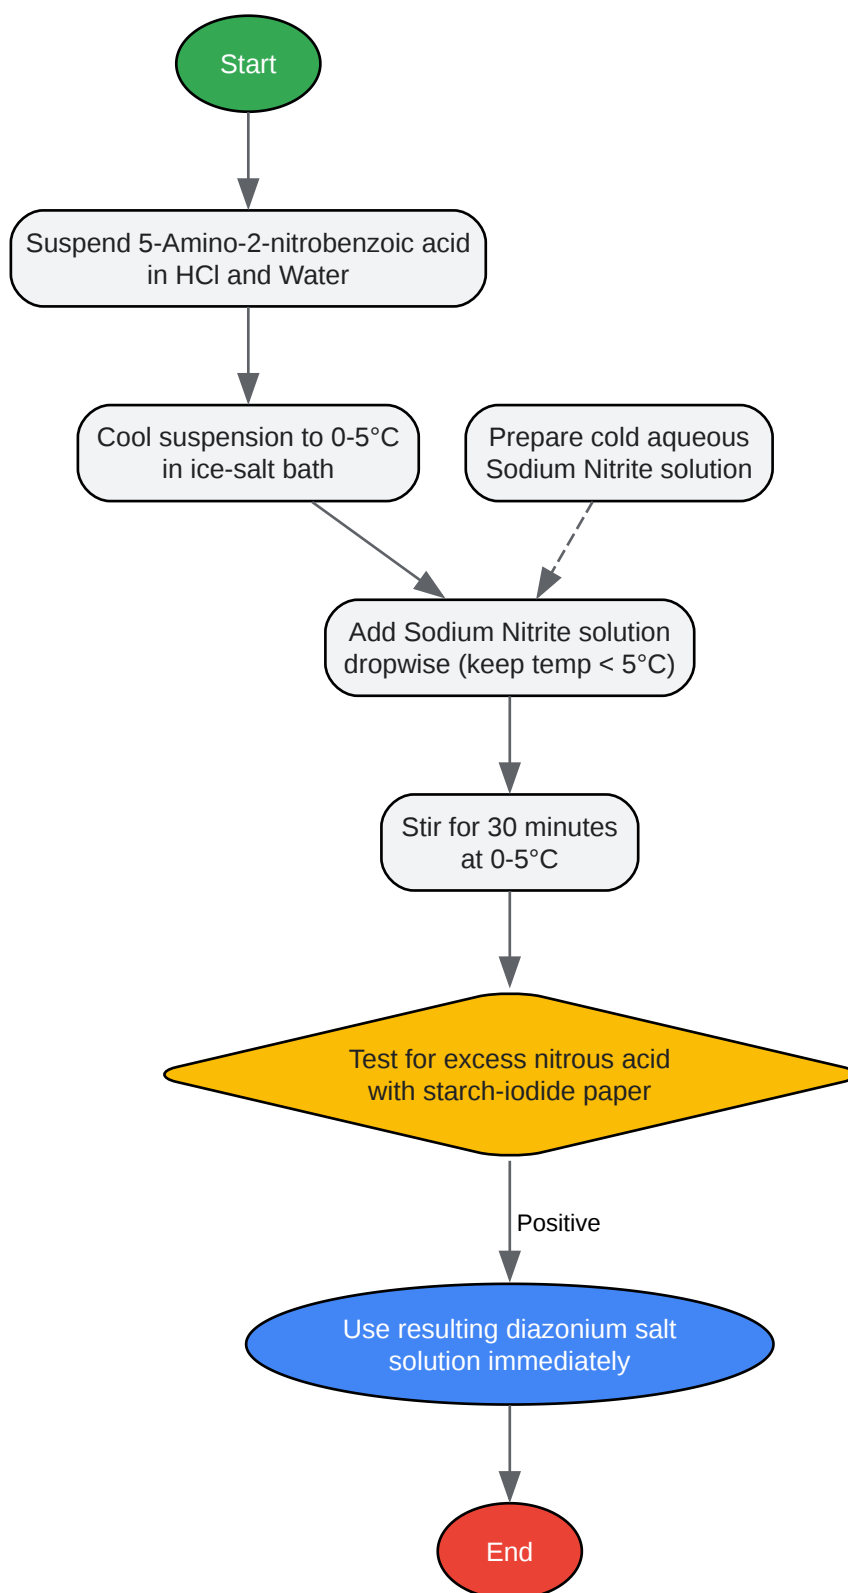 Start
Suspend 5-Amino-2-nitrobenzoic acid
in HCl and Water
Cool suspension to 0-5°C
in ice-salt bath
Prepare cold aqueous
Sodium Nitrite solution
Add Sodium Nitrite solution
dropwise (keep temp < 5°C)
Stir for 30 minutes
at 0-5°C
Test for excess nitrous acid
with starch-iodide paper
Positive
Use resulting diazonium salt
solution immediately
End